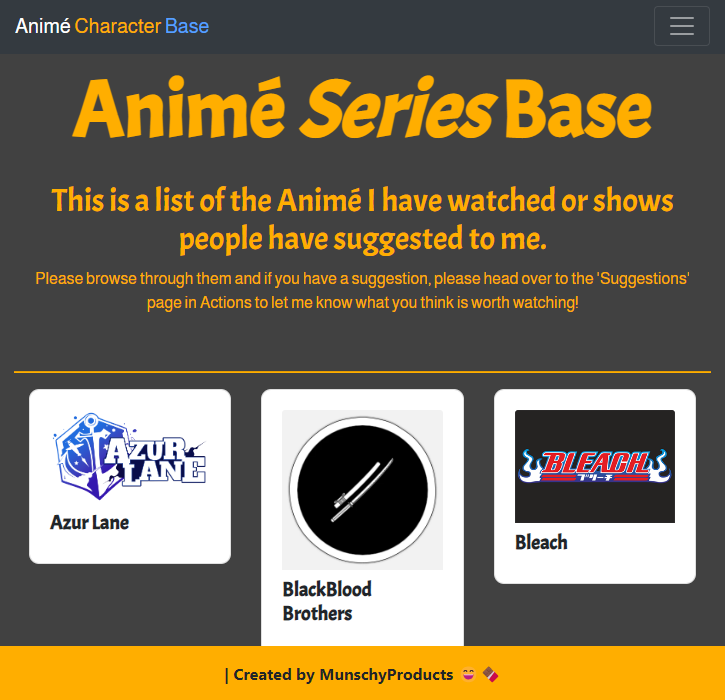 Animé Character Base
Animé Series Base
This is a list of the Animé I have watched or shows
people have suggested to me.
Please browse through them and if you have a suggestion, please head over to the 'Suggestions'
page in Actions to let me know what you think is worth watching!
AZUR
LANE
Azur Lane
BlackBlood
Brothers
BLEACH
ブリーチ
Bleach
| Created by MunschyProducts 😄 🍫